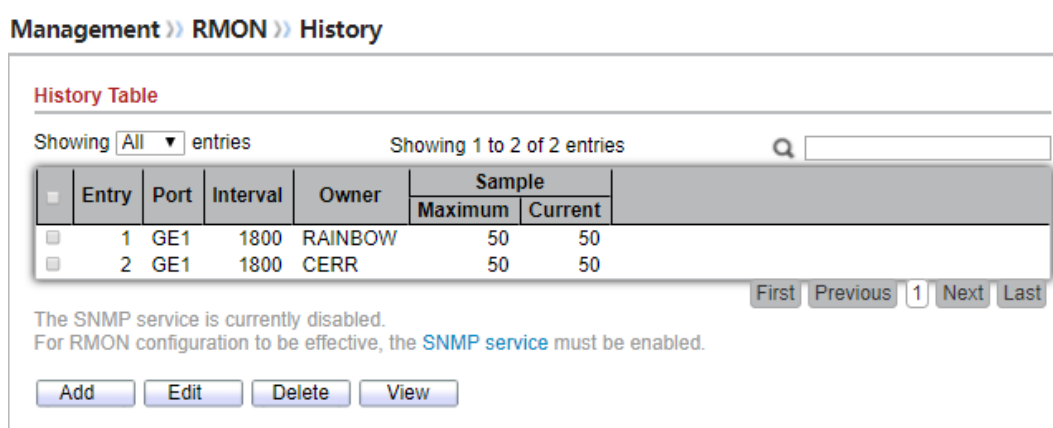 Management » RMON » History
History Table
Showing All ▼ entries Showing 1 to 2 of 2 entries
Entry Port Interval Owner Sample
Maximum Current
1 GE1 1800 RAINBOW 50 50
2 GE1 1800 CERR 50 50
First Previous 1 Next Last
The SNMP service is currently disabled.
For RMON configuration to be effective, the SNMP service must be enabled.
Add Edit Delete View